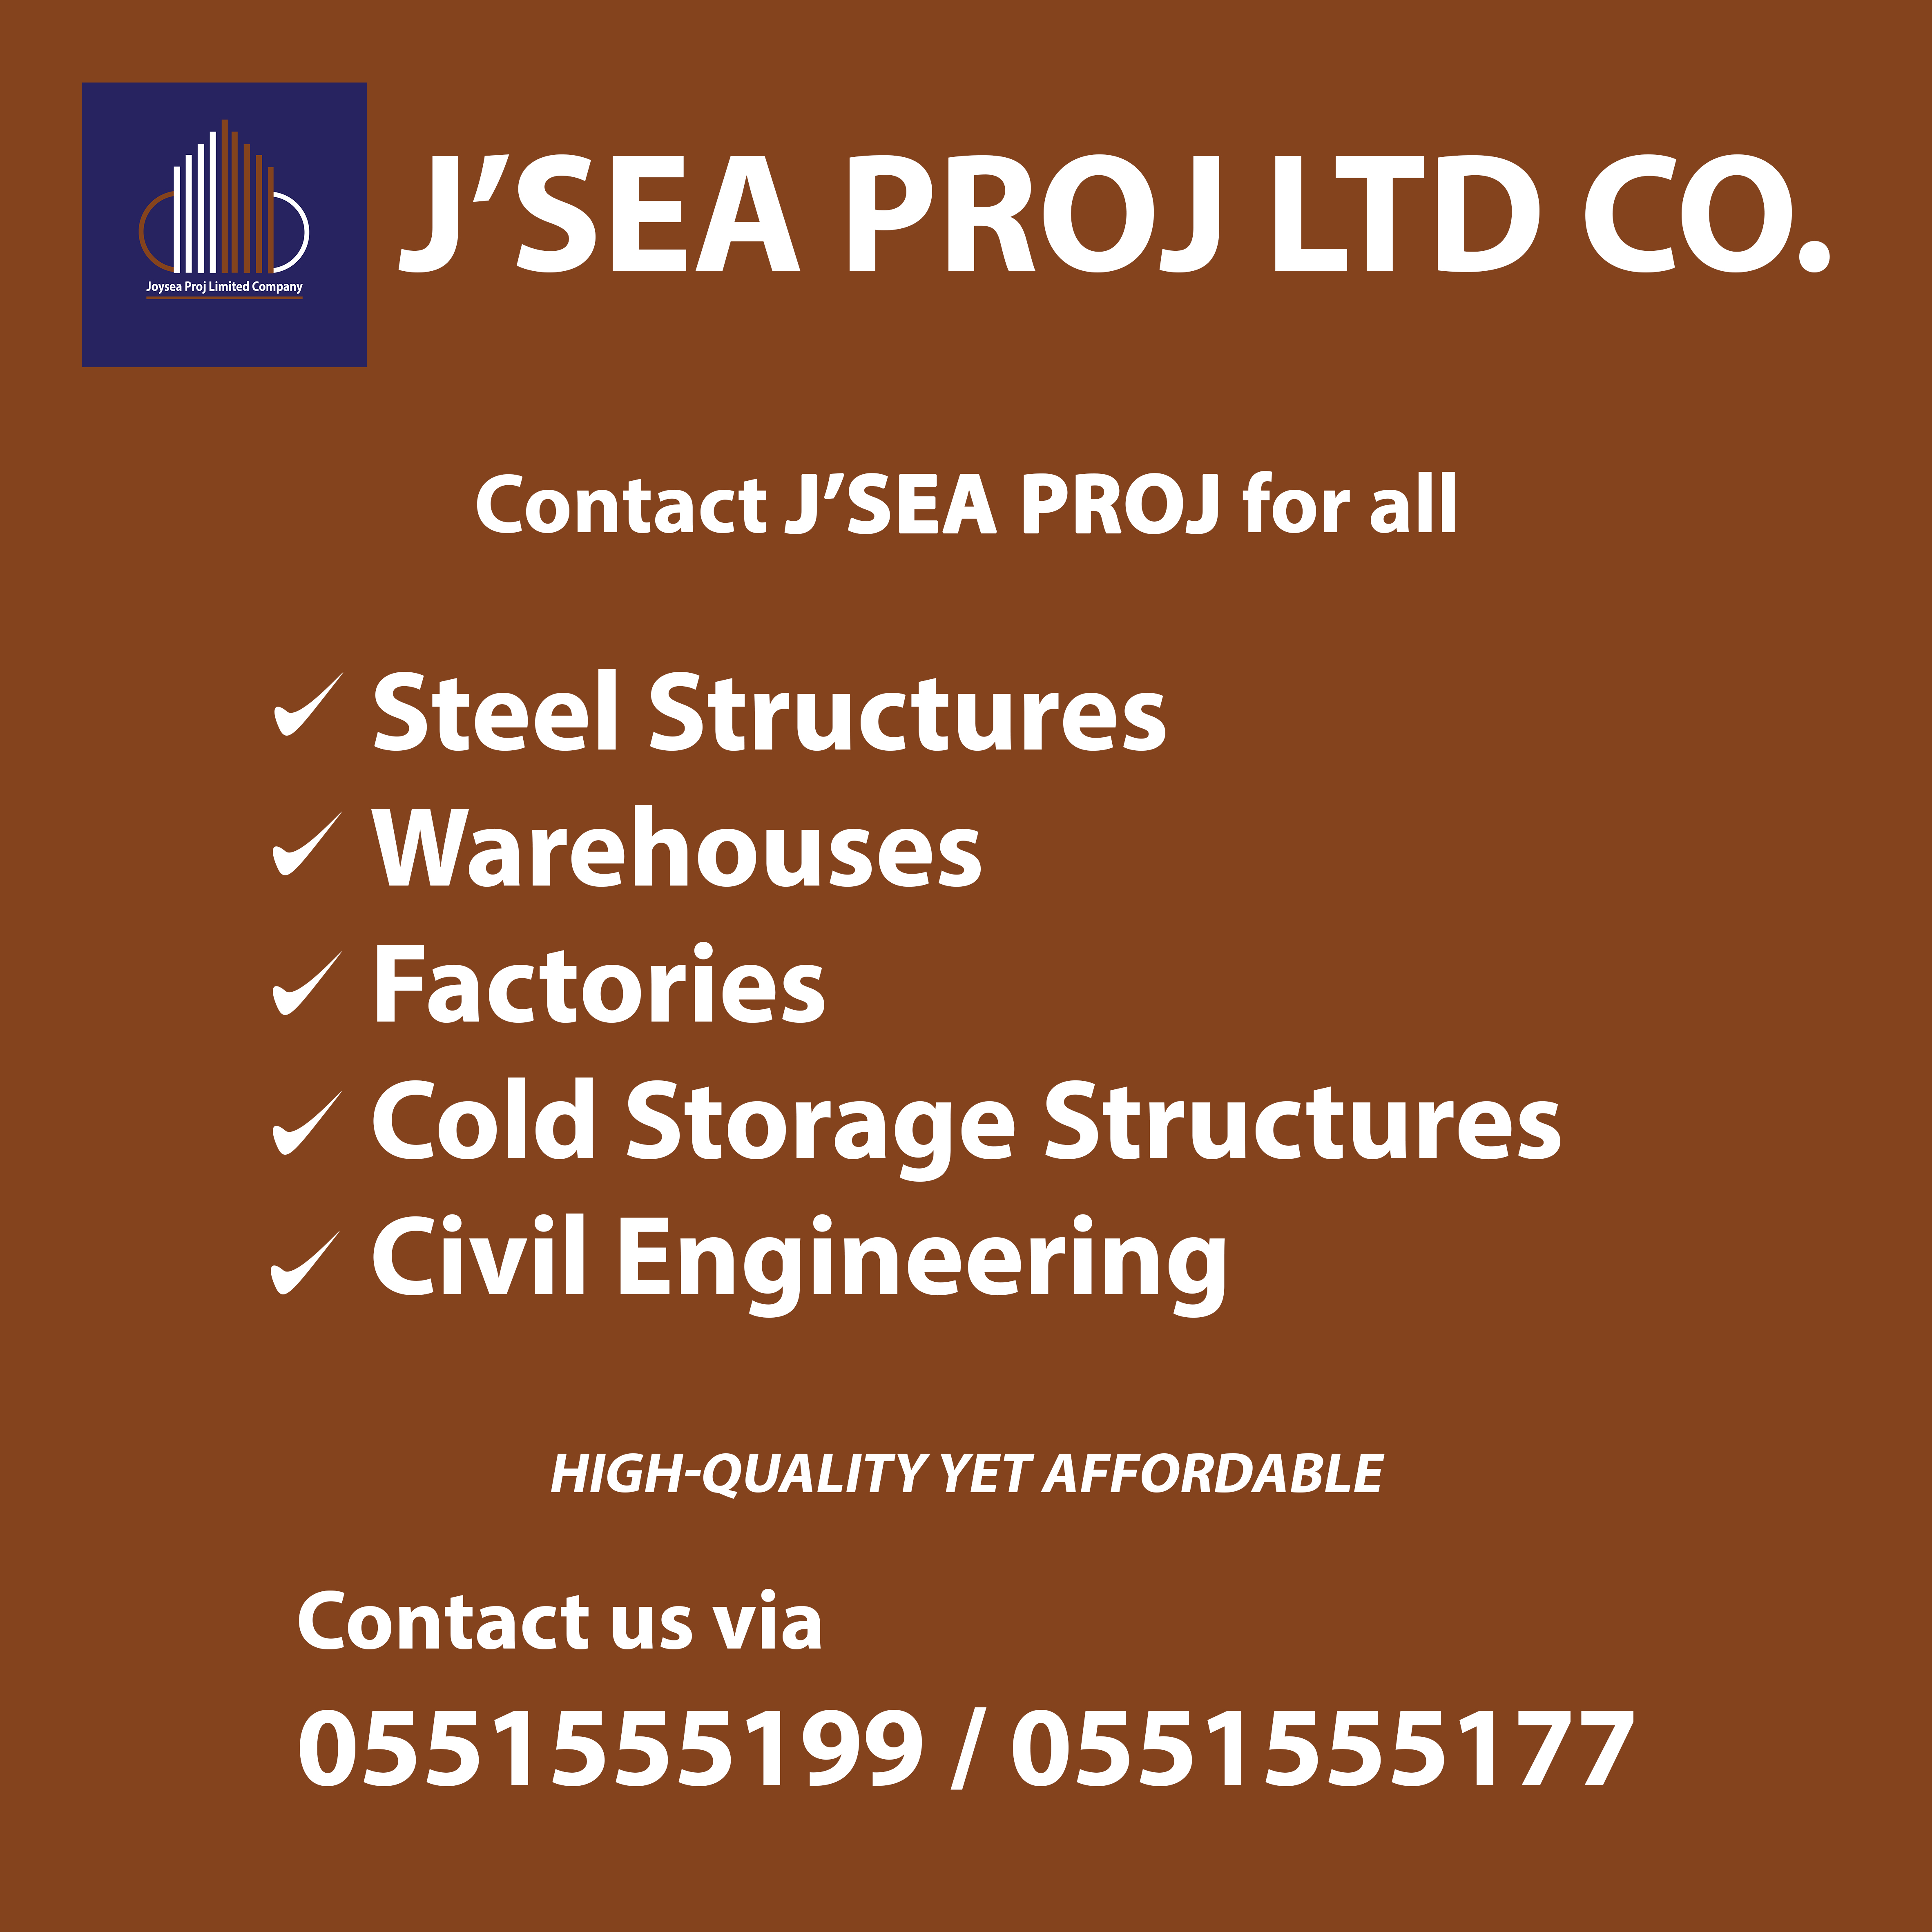 Joysea Proj Limited Company
J’SEA PROJ LTD CO.
Contact J’SEA PROJ for all
✓ Steel Structures
✓ Warehouses
✓ Factories
✓ Cold Storage Structures
✓ Civil Engineering
HIGH-QUALITY YET AFFORDABLE
Contact us via
0551555199 / 0551555177